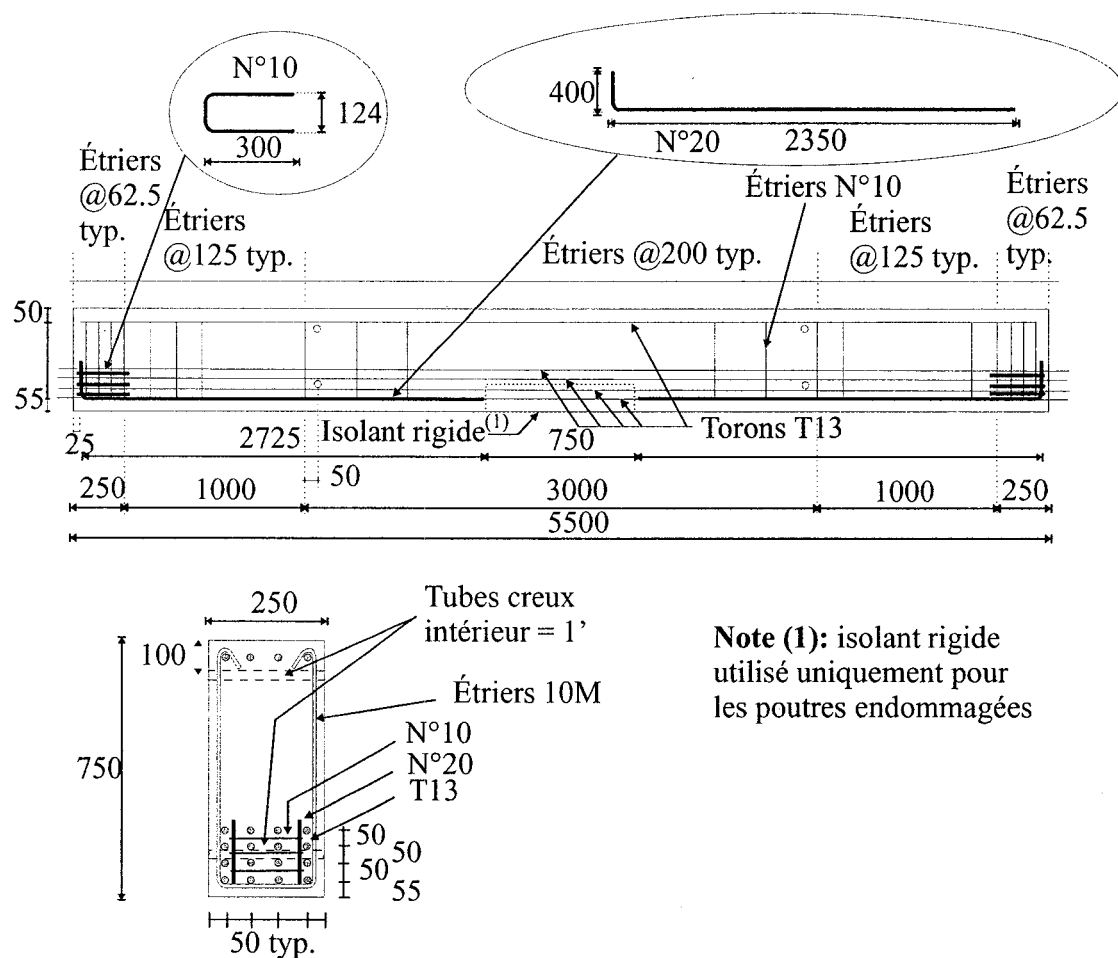 N°10
124
300
400
N°20
2350
Étriers
@62.5
typ.
Étriers
@125 typ.
Étriers @200 typ.
Étriers N°10
Étriers
@125 typ.
Étriers
@62.5
typ.
50
55
25
2725
Isolant rigide(1)
750
Torons T13
50
250
1000
3000
1000
250
5500
250
Tubes creux
intérieur = 1'
100
Étriers 10M
N°10
N°20
T13
750
50
50
50
55
50 typ.
Note (1): isolant rigide
utilisé uniquement pour
les poutres endommagées